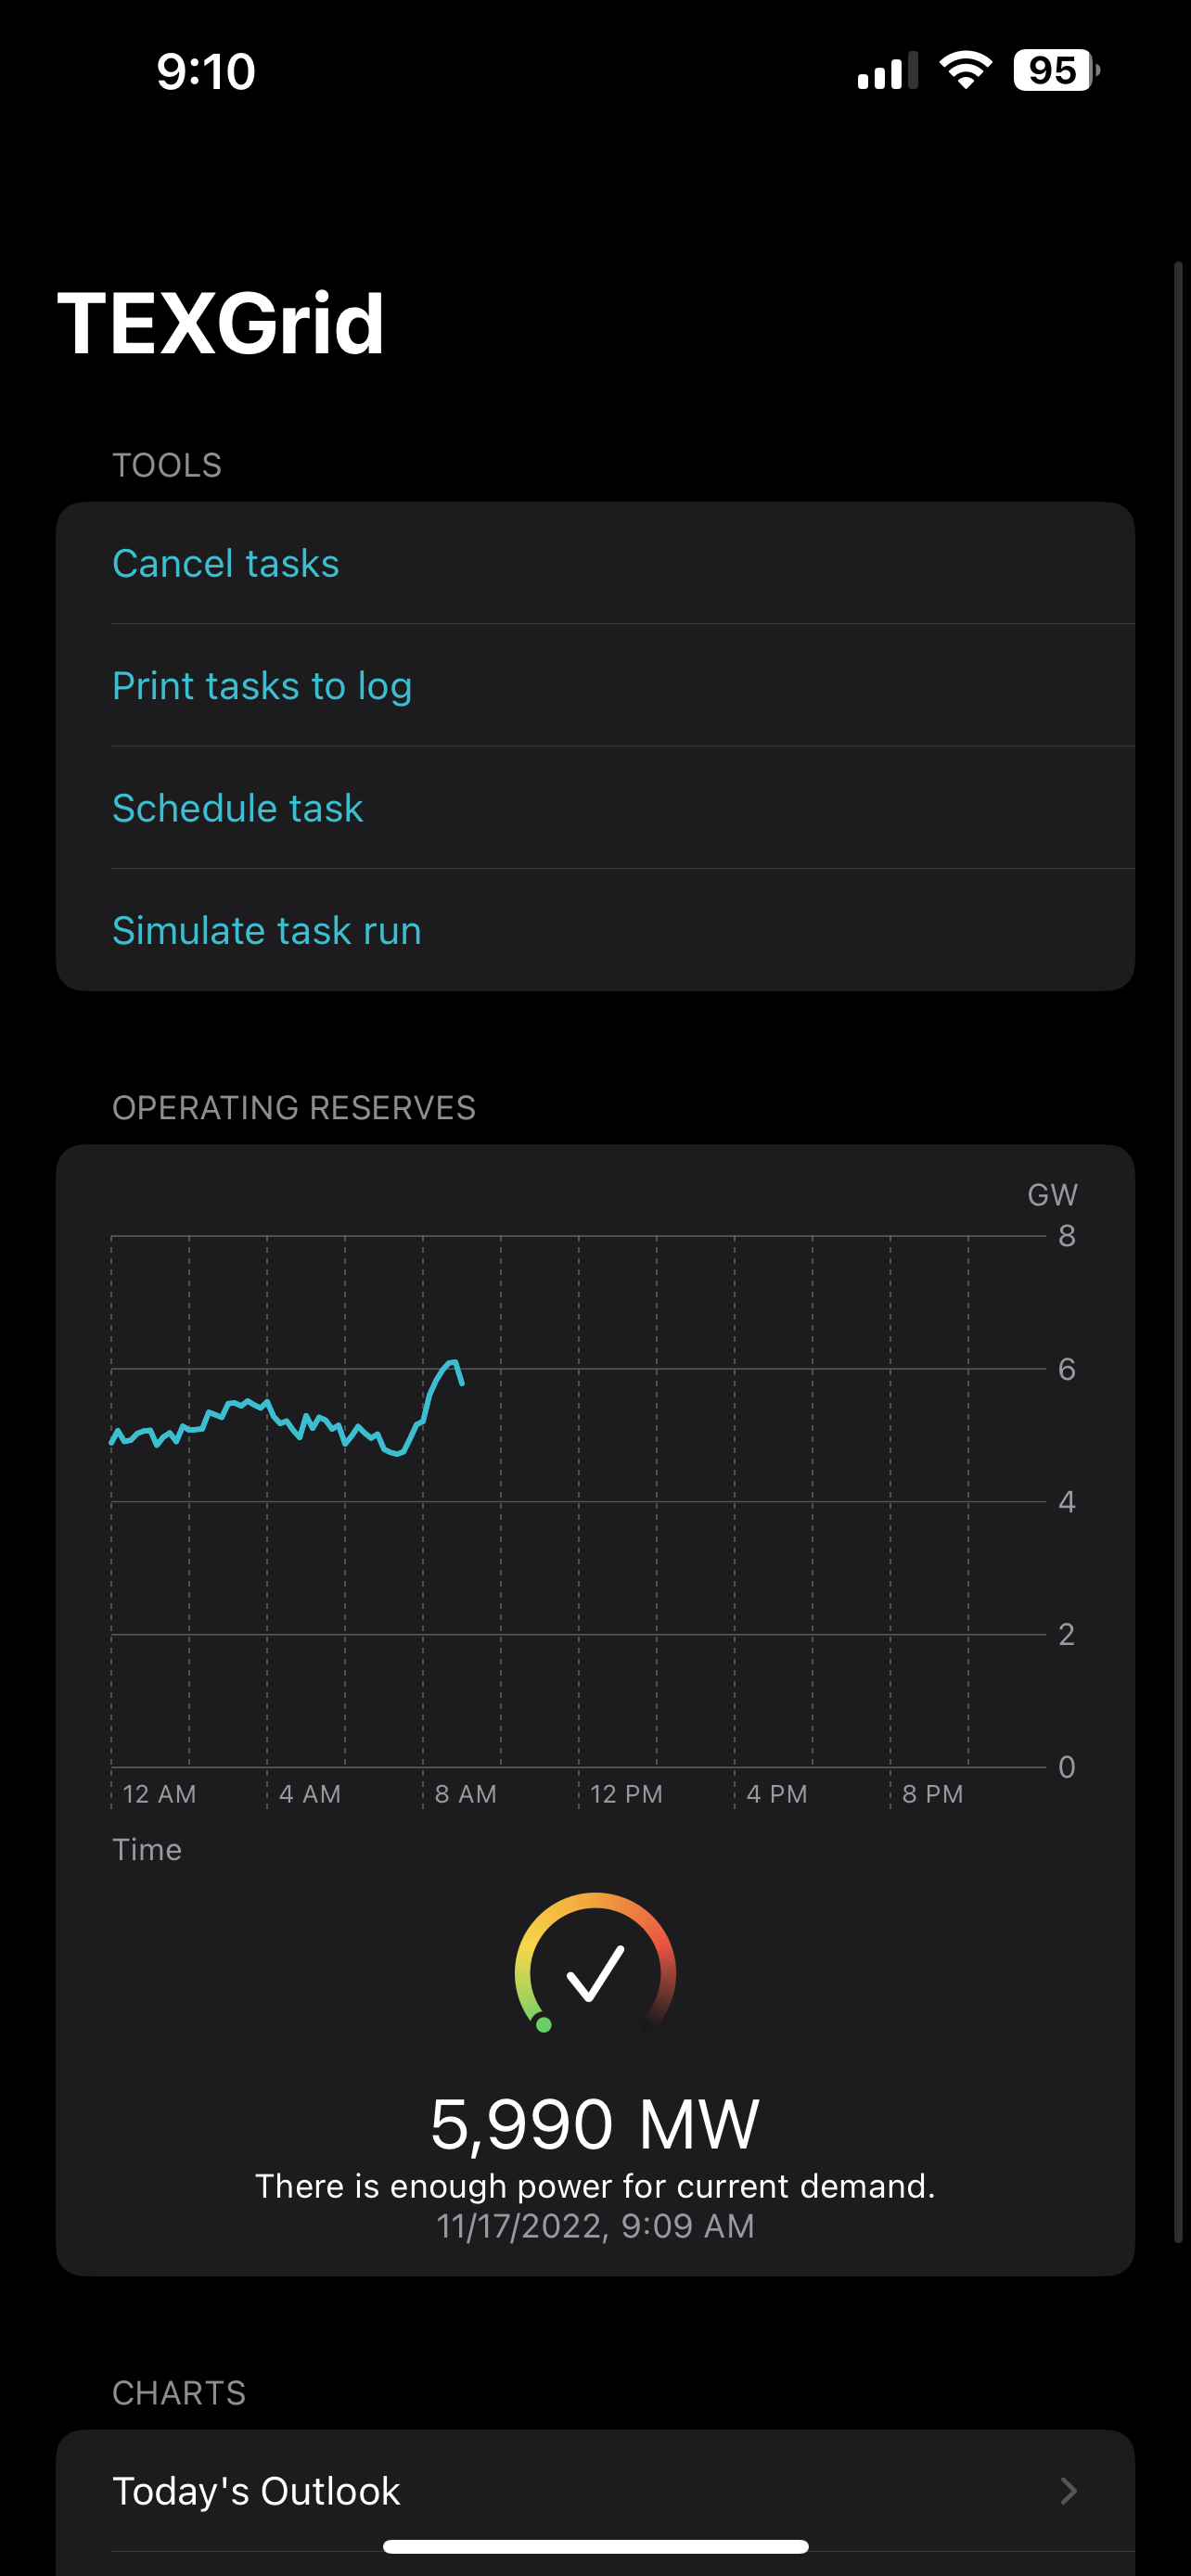 9:10
95
TEXGrid
TOOLS
Cancel tasks
Print tasks to log
Schedule task
Simulate task run
OPERATING RESERVES
GW
8
6
4
2
0
12 AM 4 AM 8 AM 12 PM 4 PM 8 PM
Time
5,990 MW
There is enough power for current demand.
11/17/2022, 9:09 AM
CHARTS
Today's Outlook